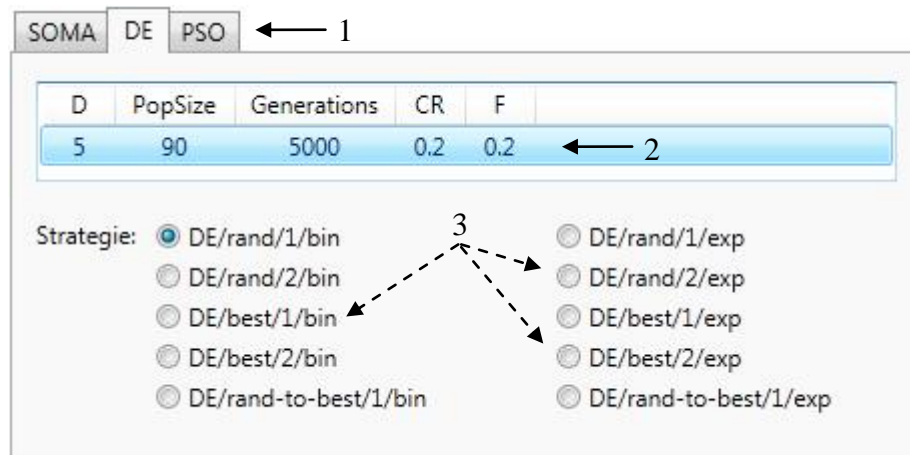 SOMA DE PSO 1
D PopSize Generations CR F
5 90 5000 0.2 0.2 2
3
Strategie: DE/rand/1/bin DE/rand/1/exp
DE/rand/2/bin DE/rand/2/exp
DE/best/1/bin DE/best/1/exp
DE/best/2/bin DE/best/2/exp
DE/rand-to-best/1/bin DE/rand-to-best/1/exp